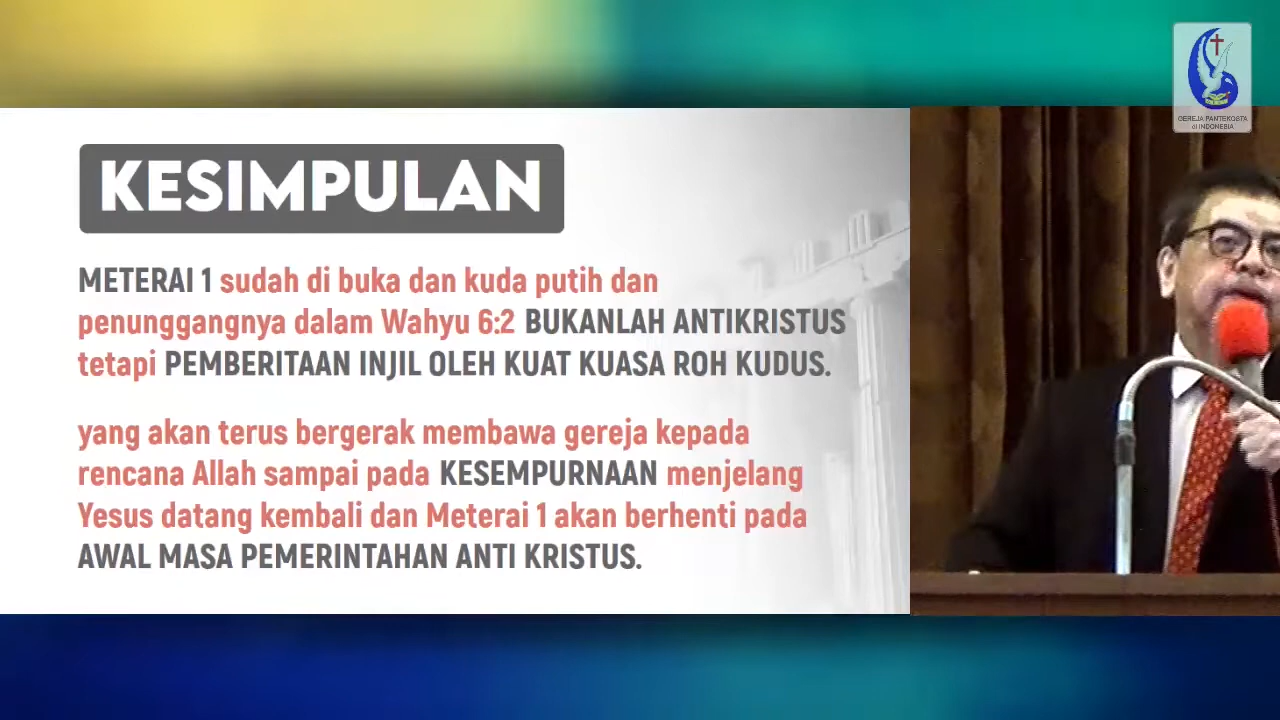 GEREJA PANTEKOSTA
di INDONESIA
KESIMPULAN
METERAI 1 sudah di buka dan kuda putih dan
penunggangnya dalam Wahyu 6:2 BUKANLAH ANTIKRISTUS
tetapi PEMBERITAAN INJIL OLEH KUAT KUASA ROH KUDUS.
yang akan terus bergerak membawa gereja kepada
rencana Allah sampai pada KESEMPURNAAN menjelang
Yesus datang kembali dan Meterai 1 akan berhenti pada
AWAL MASA PEMERINTAHAN ANTI KRISTUS.